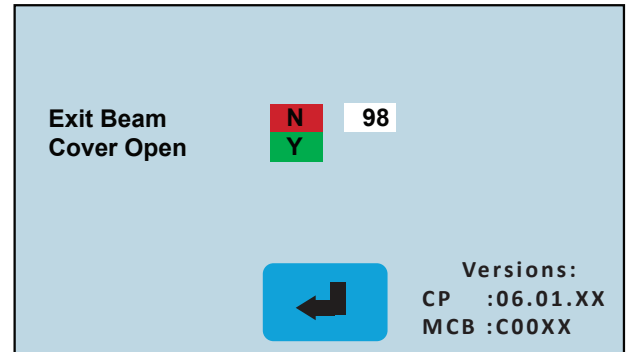 Exit Beam N 98
Cover Open Y
Versions:
CP :06.01.XX
MCB :C00XX